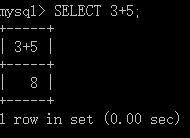 mysql> SELECT 3+5;
+-----+
| 3+5 |
+-----+
|   8 |
+-----+
1 row in set (0.00 sec)